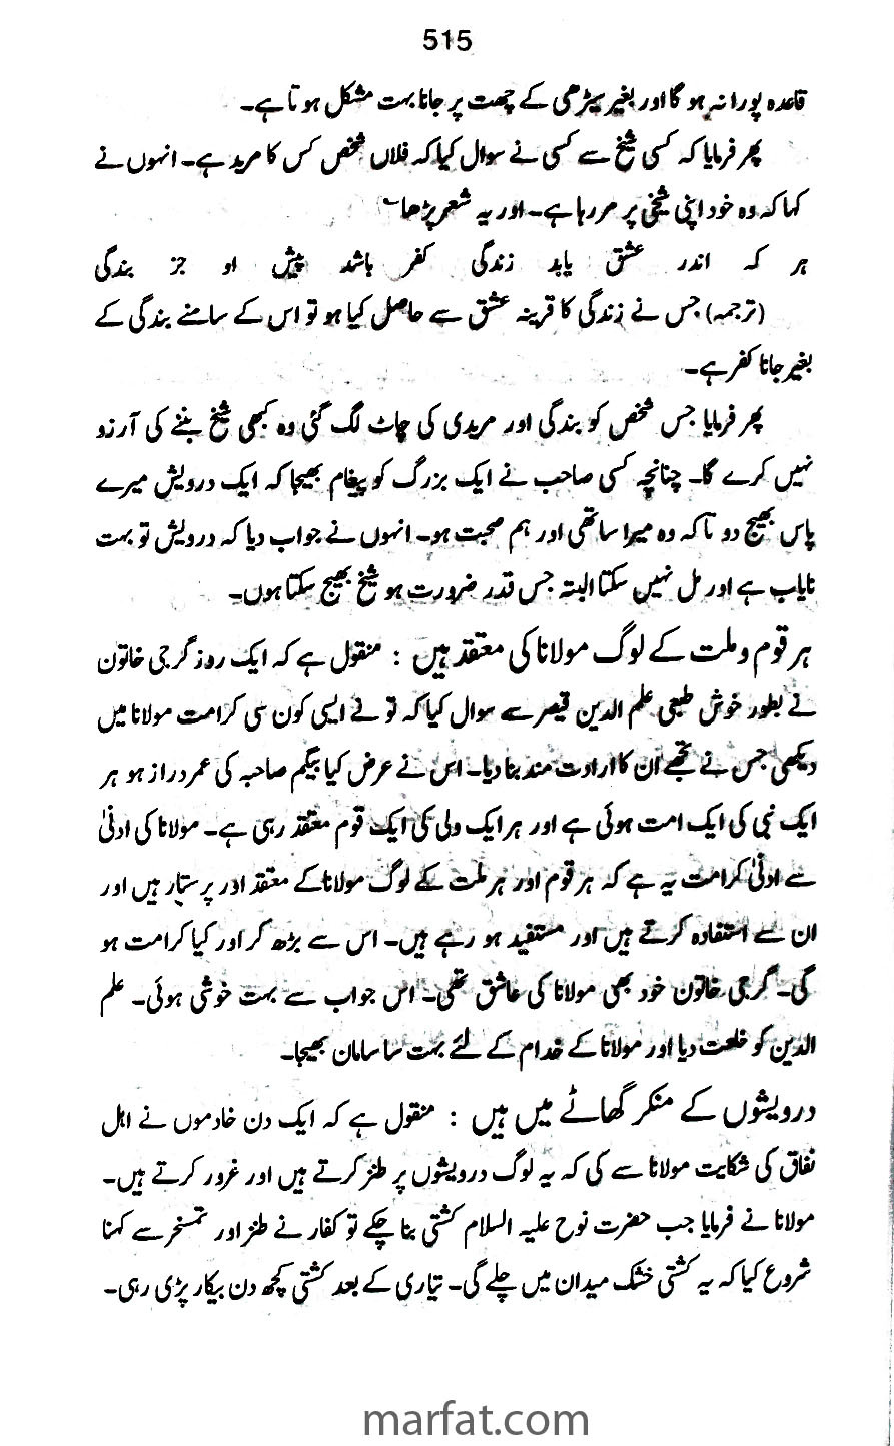 515
قاعدہ پورا نہ ہو گا اور بغیر سیڑھی کے چھت پر جانا بہت مشکل ہو تا ہے۔
پھر فرمایا کہ کسی شیخ سے کسی نے سوال کیا کہ فلاں شخص کس کا مرید ہے۔ انہوں نے
کہا کہ وہ خود اپنی شیخی پر مر رہا ہے۔ اور یہ شعر پڑھا ؎
ہر کہ اندر عشق یابد زندگی کفر باشد پیش او جز بندگی
(ترجمہ) جس نے زندگی کا قرینہ عشق سے حاصل کیا ہو تو اس کے سامنے بندگی کے
بغیر جانا کفر ہے۔
پھر فرمایا جس شخص کو بندگی اور مریدی کی چاٹ لگ گئی وہ کبھی شیخ بننے کی آرزو
نہیں کرے گا۔ چنانچہ کسی صاحب نے ایک بزرگ کو پیغام بھیجا کہ ایک درویش میرے
پاس بھیج دو تاکہ وہ میرا ساتھی اور ہم صحبت ہو۔ انہوں نے جواب دیا کہ درویش تو بہت
نایاب ہے اور مل نہیں سکتا البتہ جس قدر ضرورت ہو شیخ بھیج سکتا ہوں۔
ہر قوم و ملت کے لوگ مولانا کی معتقد ہیں : منقول ہے کہ ایک روز گرجی خاتون
نے بطور خوش طبعی علم الدین قیصر سے سوال کیا کہ تو نے ایسی کون سی کرامت مولانا میں
دیکھی جس نے تجھے ان کا ارادت مند بنا دیا۔ اس نے عرض کیا بیگم صاحبہ کی عمر دراز ہو ہر
ایک نبی کی ایک امت ہوئی ہے اور ہر ایک ولی کی ایک قوم معتقد رہی ہے۔ مولانا کی ادنیٰ
سے ادنیٰ کرامت یہ ہے کہ ہر قوم اور ہر ملت کے لوگ مولانا کے معتقد اور پرستار ہیں اور
ان سے استفادہ کرتے ہیں اور مستفید ہو رہے ہیں۔ اس سے بڑھ کر اور کیا کرامت ہو
گی۔ گرجی خاتون خود بھی مولانا کی عاشق تھی۔ اس جواب سے بہت خوشی ہوئی۔ علم
الدین کو خلعت دیا اور مولانا کے خدام کے لئے بہت سا سامان بھیجا۔
درویشوں کے منکر گھاٹے میں ہیں : منقول ہے کہ ایک دن خادموں نے اہل
نفاق کی شکایت مولانا سے کی کہ یہ لوگ درویشوں پر طنز کرتے ہیں اور غرور کرتے ہیں۔
مولانا نے فرمایا جب حضرت نوح علیہ السلام کشتی بنا چکے تو کفار نے طنز اور تمسخر سے کہنا
شروع کیا کہ یہ کشتی خشک میدان میں چلے گی۔ تیاری کے بعد کشتی کچھ دن بیکار پڑی رہی۔
marfat.com